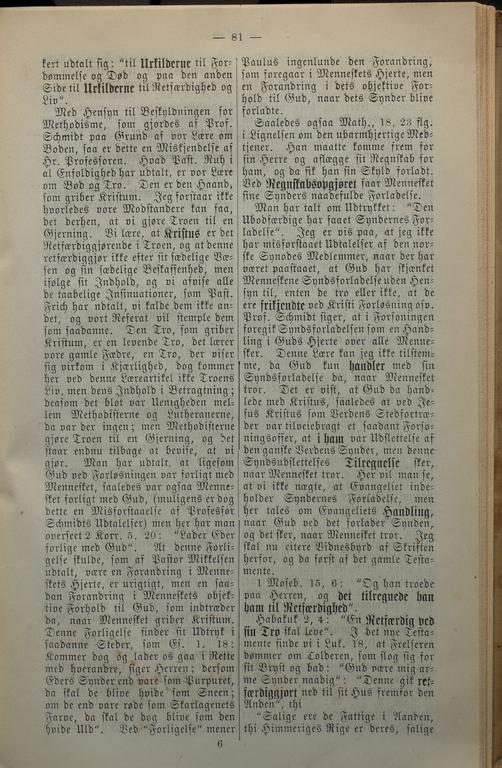 — 81 —
kert udtalt sig: "til Urkilderne til For-
dømmelse og Død og paa den anden
Side til Urkilderne til Retfærdighed og
Liv".
Med Hensyn til Beskyldningen for
Methodisme, som gjordes af Prof.
Schmidt paa Grund af vor Lære om
Boden, saa er dette en Miskjendelse af
Hr. Professoren. Hvad Past. Ruh i
al Enfoldighed har udtalt, er vor Lære
om Bod og Tro. Den er den Haand,
som griber Kristum. Jeg forstaar ikke
hvorledes vore Modstandere kan faa,
det derhen, at vi gjøre Troen til en
Gjerning. Vi lære, at Kristus er det
Retfærdiggjørende i Troen, og at denne
retfærdiggjør ikke efter sit sædelige Væ-
sen og sin sædelige Beskaffenhed, men
ifølge sit Indhold, og vi afvise alle
de taabelige Insinuationer, som Past.
Frich har udtalt, vi kalde dem ikke an-
det, og vort Referat vil stemple dem
som saadanne. Den Tro, som griber
Kristum, er en levende Tro, det lærer
vore gamle Fædre, en Tro, der viser
sig virksom i Kjærlighed, dog kommer
her ved denne Læreartikel ikke Troens
Liv, men dens Indhold i Betragtning;
dersom det blot var Uenigheden mel-
lem Methodisterne og Lutheranerne,
da var der ingen; men Methodisterne
gjøre Troen til en Gjerning, og det
staar endnu tilbage at bevise, at vi
gjør. Man har udtalt, at ligesom
Gud ved Forløsningen var forligt med
Mennesket, saaledes var ogsaa Menne-
sket forligt med Gud, (muligens er dog
dette en Misforstaaelse af Professor
Schmidts Udtalelser) men her har man
overseet 2 Korr. 5. 20: "Lader Eder
forlige med Gud". At denne Forli-
gelse skulde, som af Pastor Mikkelsen
udtalt, være en Forandring i Menne-
skets Hjerte, er urigtigt, men en saa-
dan Forandring i Menneskets objek-
tive Forhold til Gud, som indtræder
da, naar Mennesket griber Kristum.
Denne Forligelse finder sit Udtryk i
saadanne Steder, som Es. 1. 18:
Kommer dog og lader os gaa i Rette
med hverandre, siger Herren: dersom
Eders Synder end vare som Purpuret,
da skal de blive hvide som Sneen;
om de end vare røde som Skarlagenets
Farve, da skal de dog blive som den
hvide Uld". Ved "Forligelse" mener
Paulus ingenlunde den Forandring,
som foregaar i Menneskets Hjerte, men
en Forandring i dets objektive For-
hold til Gud, naar dets Synder blive
forladte.
Saaledes ogsaa Math., 18, 23 flg.
i Lignelsen om den ubarmhjertige Med-
tjener. Han maatte komme frem for
sin Herre og aflægge sit Regnskab for
ham, og da fik han sin Skyld forladt.
Ved Regnskabsopgjøret faar Mennesket
sine Synders naadefulde Forladelse.
Man har talt om Udtrykket: "Den
Ubodfærdige har faaet Syndernes For-
ladelse". Jeg er vis paa, at jeg ikke
har misforstaaet Udtalelser af den nor-
ske Synodes Medlemmer, naar der har
været paastaaet, at Gud har skjænket
Menneskene Syndsforladelse uden Hen-
syn til, enten de tro eller ikke, at de
ere frikjendte ved Kristi Forløsning osv.
Prof. Schmidt siger, at i Forsoningen
foregik Syndsforladelsen som en Hand-
ling i Guds Hjerte over alle Menne-
sker. Denne Lære kan jeg ikke tilstem-
me, da Gud kun handler med sin
Syndsforladelse da, naar Mennesket
tror. Det er vist, at Gud da hand-
lede med Kristus, saaledes at ved Je-
sus Kristus som Verdens Stedfortræ-
der var tilveiebragt et saadant Forso-
ningsoffer, at i ham var Udslettelse af
den ganske Verdens Synder, men denne
Syndsudslettelses Tilregnelse sker,
naar Mennesket tror. Her vil man se,
at vi ikke nægte, at Evangeliet inde-
holder Syndernes Forladelse, men
her tales om Evangeliets Handling,
naar Gud ved det forlader Synden,
og det sker, naar Mennesket tror. Jeg
skal nu citere Vidnesbyrd af Skriften
herfor, og da først af det gamle Testa-
mente.
1 Moseb. 15, 6: "Og han troede
paa Herren, og det tilregnede han
ham til Retfærdighed".
Habakuk 2, 4: "En Retfærdig ved
sin Tro skal leve". I det nye Testa-
mente finde vi i Luk. 18, at Frelseren
dømmer om Tolderen, som slog sig for
sit Bryst og bad: "Gud være mig ar-
me Synder naadig": "Denne gik ret-
færdiggjort ned til sit Hus fremfor den
Anden", thi
"Salige ere de Fattige i Aanden,
thi Himmeriges Rige er deres, salige
6